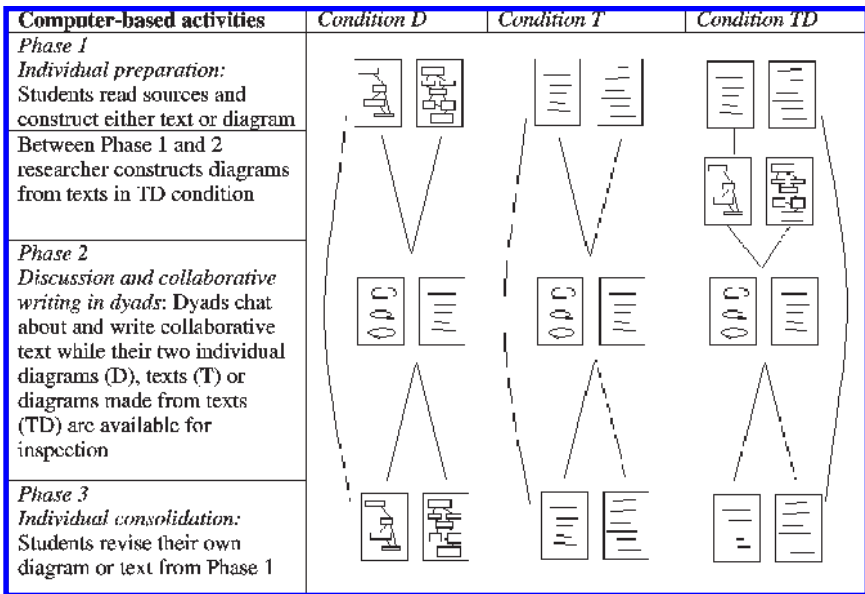 Computer-based activities Condition D Condition T Condition TD
Phase 1
Individual preparation:
Students read sources and
construct either text or diagram
Between Phase 1 and 2
researcher constructs diagrams
from texts in TD condition
Phase 2
Discussion and collaborative
writing in dyads: Dyads chat
about and write collaborative
text while their two individual
diagrams (D), texts (T) or
diagrams made from texts
(TD) are available for
inspection
Phase 3
Individual consolidation:
Students revise their own
diagram or text from Phase 1